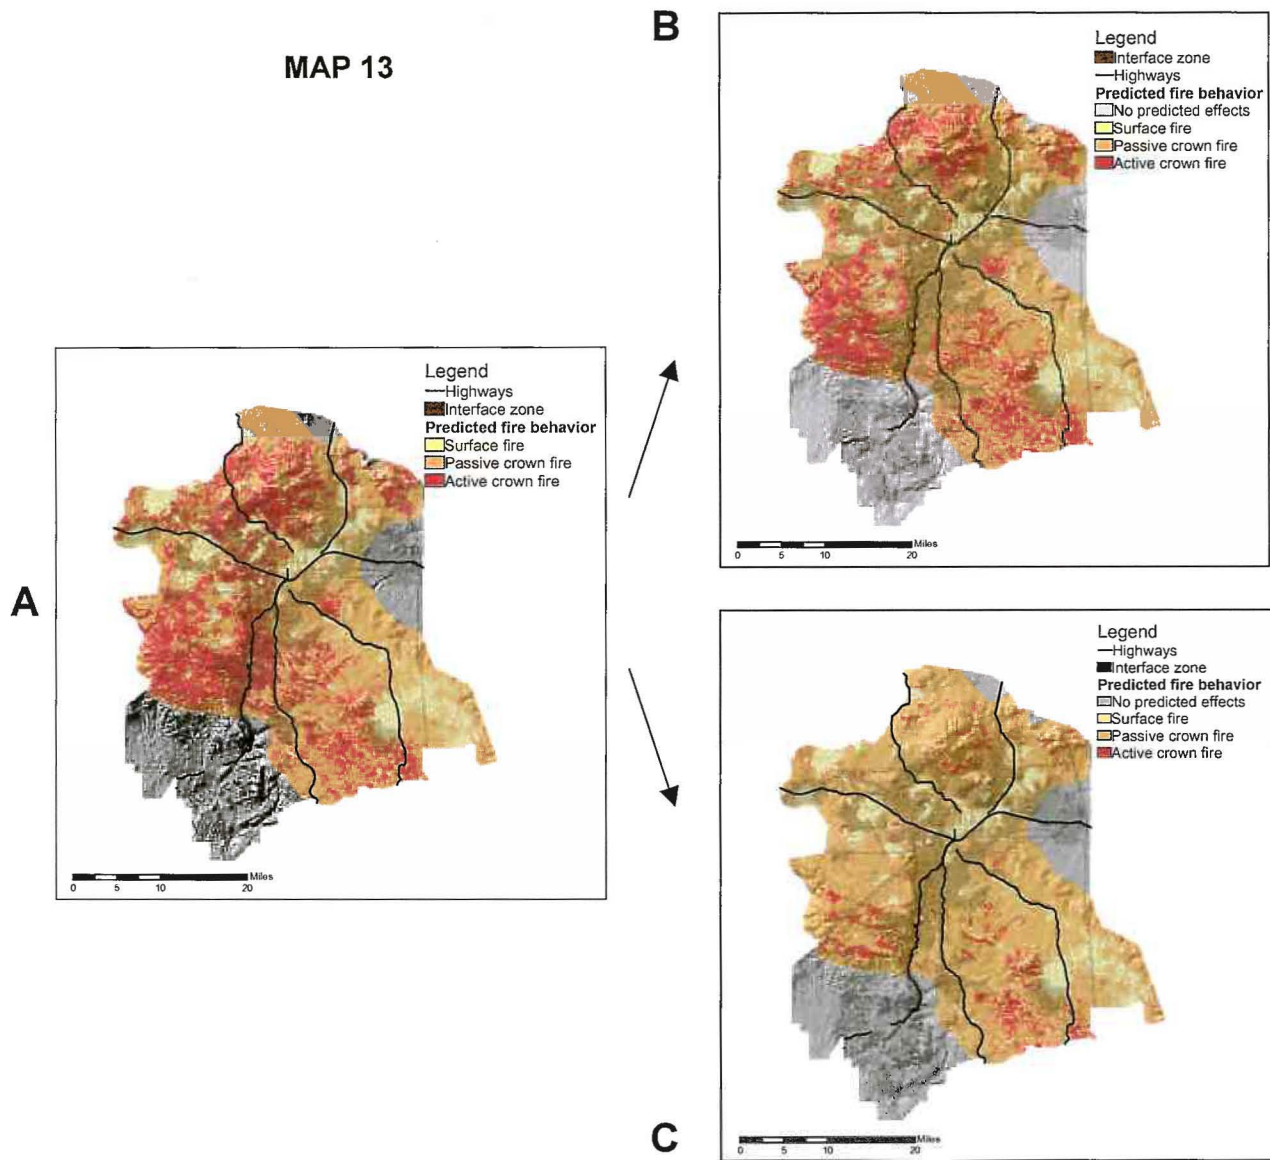 MAP 13
B
Legend
Interface zone
Highways
Predicted fire behavior
No predicted effects
Surface fire
Passive crown fire
Active crown fire
Miles
0 5 10 20
A
Legend
Highways
Interface zone
Predicted fire behavior
Surface fire
Passive crown fire
Active crown fire
Miles
0 5 10 20
Legend
Highways
Interface zone
Predicted fire behavior
No predicted effects
Surface fire
Passive crown fire
Active crown fire
Miles
0 5 10 20
C